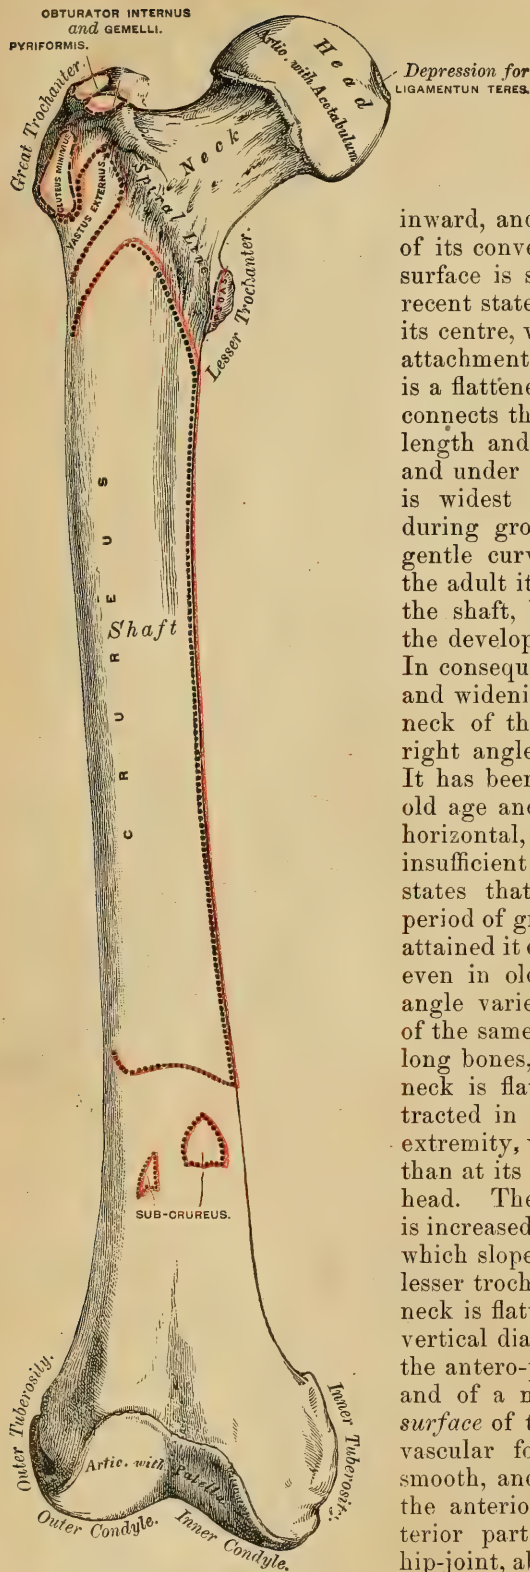 OBTURATOR INTERNUS
and GEMELLI.
PYRIFORMIS.
Great Trochanter.
Head
Artic. with Acetabulum
Depression for
LIGAMENTUN TERES.
Neck
GLUTEUS MINIMUS
VASTUS EXTERNUS.
Spiral Line
PSOAS
Lesser Trochanter.
Shaft
CRUREUS
SUB-CRUREUS.
Outer Tuberosity.
Inner Tuberosity.
Artic. with Patella
Outer Condyle.
Inner Condyle.
inward, and
of its conve
surface is s
recent state
its centre, v
attachment
is a flattene
connects th
length and
and under
is widest
during gro
gentle curv
the adult it
the shaft,
the develop
In consequ
and wideni
neck of th
right angle
It has been
old age and
horizontal,
insufficient
states that
period of gr
attained it
even in old
angle varie
of the same
long bones,
neck is flat
tracted in
extremity, v
than at its
head. The
is increased
which slope
lesser troch
neck is flatt
vertical dia
the antero-p
and of a m
surface of t
vascular fo
smooth, and
the anterio
terior part
hip-joint, al